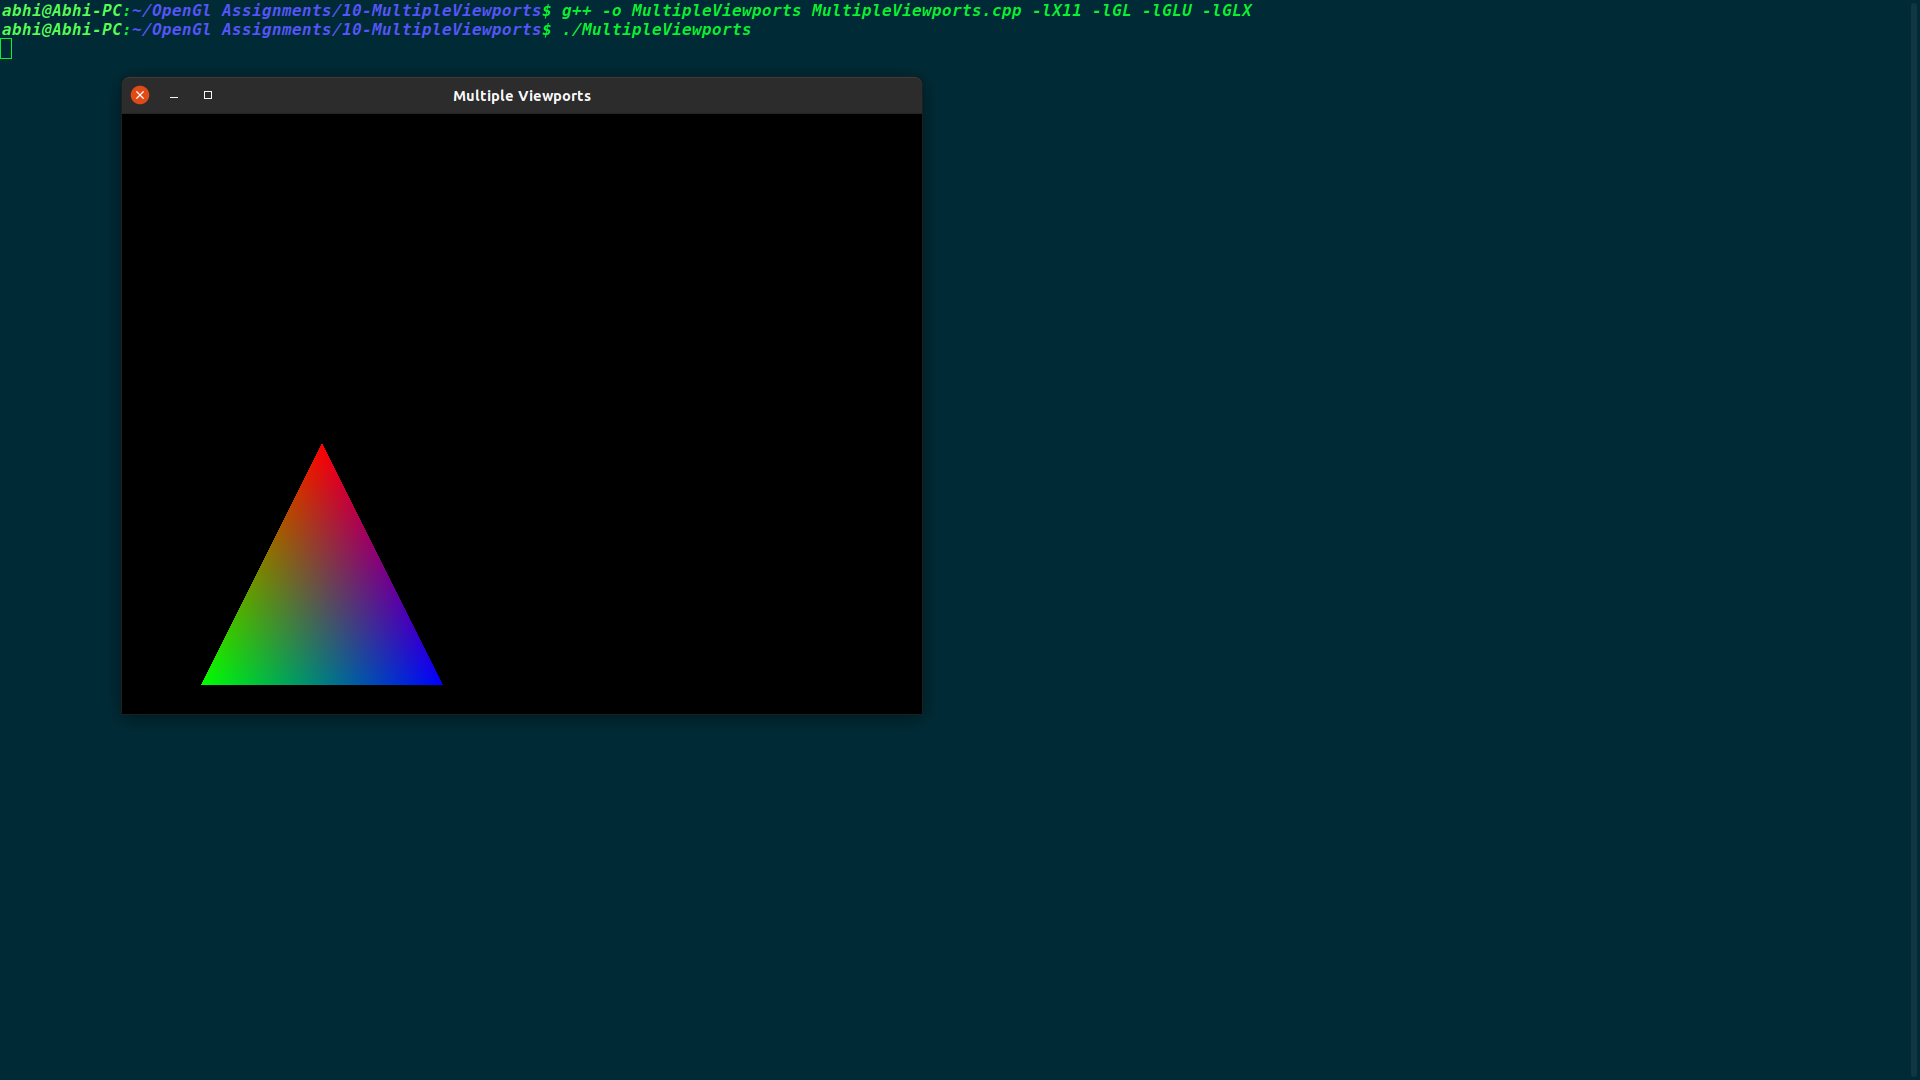 abhi@Abhi-PC:~/OpenGl Assignments/10-MultipleViewports$ g++ -o MultipleViewports MultipleViewports.cpp -lX11 -lGL -lGLU -lGLX
abhi@Abhi-PC:~/OpenGl Assignments/10-MultipleViewports$ ./MultipleViewports
Multiple Viewports